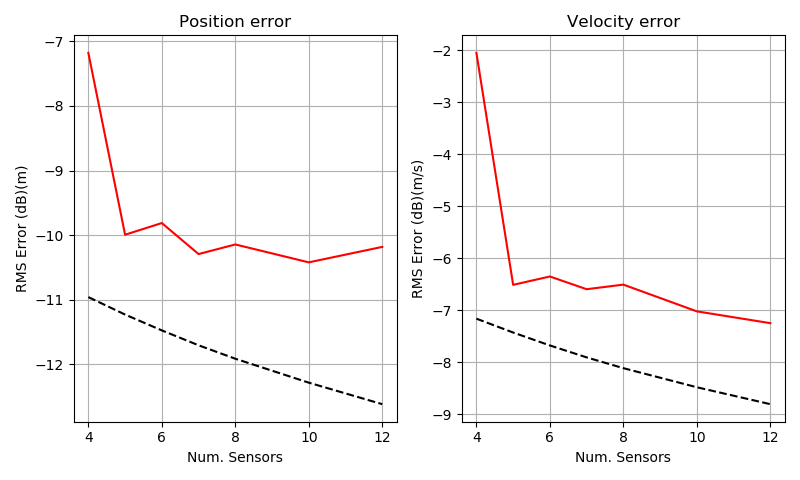 Position error
RMS Error (dB)(m)
−7
−8
−9
−10
−11
−12
4 6 8 10 12
Num. Sensors
Velocity error
RMS Error (dB)(m/s)
−2
−3
−4
−5
−6
−7
−8
−9
4 6 8 10 12
Num. Sensors